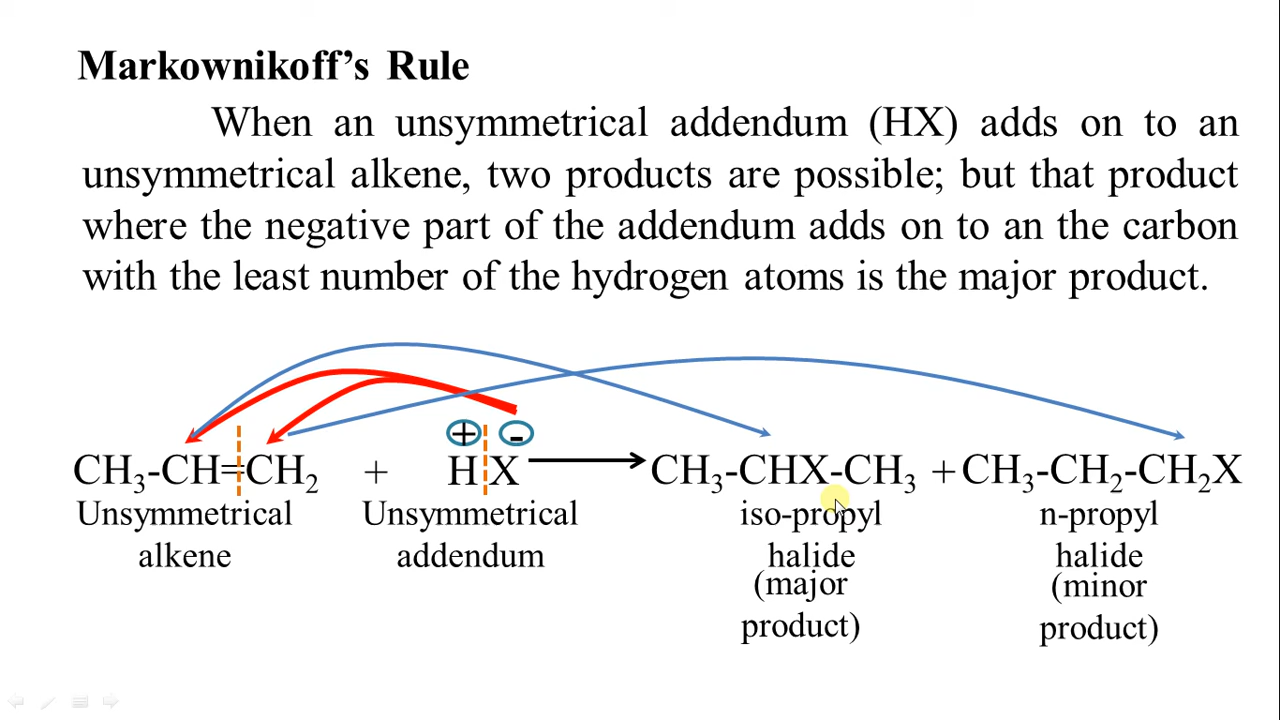 Markownikoff’s Rule
When an unsymmetrical addendum (HX) adds on to an
unsymmetrical alkene, two products are possible; but that product
where the negative part of the addendum adds on to an the carbon
with the least number of the hydrogen atoms is the major product.
+ -
CH₃-CH=CH₂ + HX CH₃-CHX-CH₃ + CH₃-CH₂-CH₂X
Unsymmetrical Unsymmetrical iso-propyl n-propyl
alkene addendum halide halide
(major (minor
product) product)